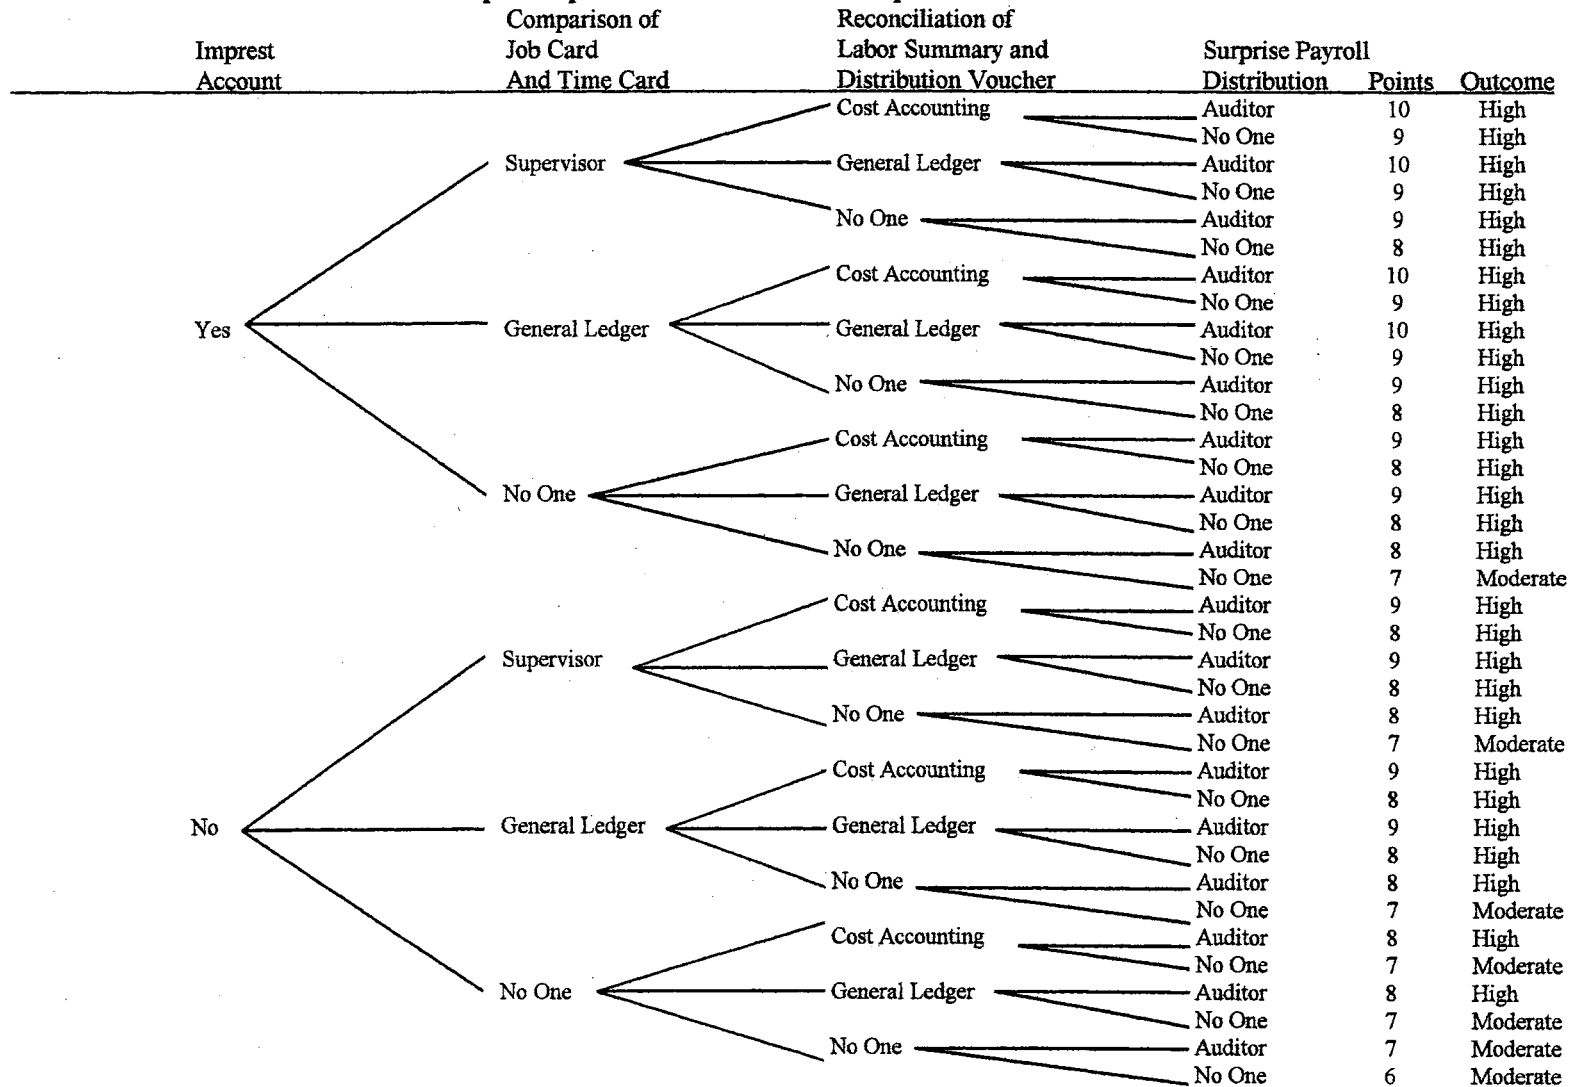 Comparison of Reconciliation of
Imprest Job Card Labor Summary and Surprise Payroll
Account And Time Card Distribution Voucher Distribution Points Outcome
Cost Accounting Auditor 10 High
No One 9 High
Supervisor General Ledger Auditor 10 High
No One 9 High
No One Auditor 9 High
No One 8 High
Cost Accounting Auditor 10 High
No One 9 High
Yes General Ledger General Ledger Auditor 10 High
No One 9 High
No One Auditor 9 High
No One 8 High
Cost Accounting Auditor 9 High
No One 8 High
No One General Ledger Auditor 9 High
No One 8 High
No One Auditor 8 High
No One 7 Moderate
Cost Accounting Auditor 9 High
No One 8 High
Supervisor General Ledger Auditor 9 High
No One 8 High
No One Auditor 8 High
No One 7 Moderate
Cost Accounting Auditor 9 High
No One 8 High
No General Ledger General Ledger Auditor 9 High
No One 8 High
No One Auditor 8 High
No One 7 Moderate
Cost Accounting Auditor 8 High
No One 7 Moderate
No One General Ledger Auditor 8 High
No One 7 Moderate
No One Auditor 7 Moderate
No One 6 Moderate